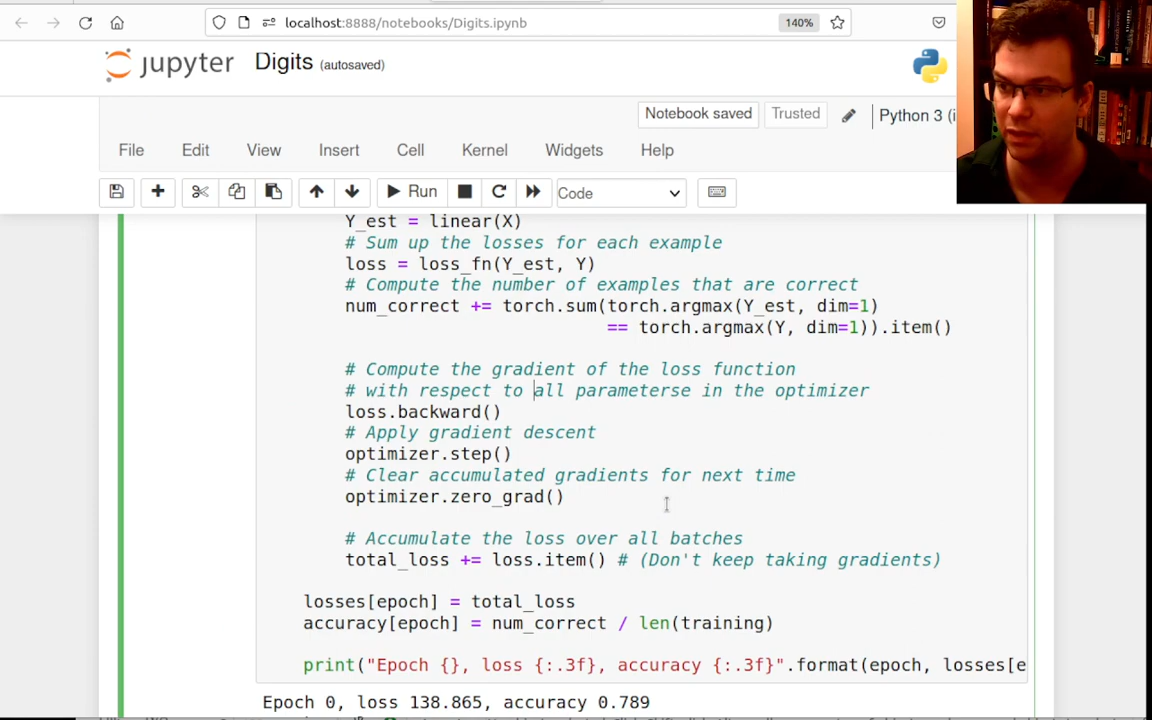 localhost:8888/notebooks/Digits.ipynb
140%
jupyter
Digits (autosaved)
Notebook saved
Trusted
Python 3 (i
File
Edit
View
Insert
Cell
Kernel
Widgets
Help
Run
Code
Y_est = linear(X)
# Sum up the losses for each example
loss = loss_fn(Y_est, Y)
# Compute the number of examples that are correct
num_correct += torch.sum(torch.argmax(Y_est, dim=1)
== torch.argmax(Y, dim=1)).item()
# Compute the gradient of the loss function
# with respect to all parameterse in the optimizer
loss.backward()
# Apply gradient descent
optimizer.step()
# Clear accumulated gradients for next time
optimizer.zero_grad()
# Accumulate the loss over all batches
total_loss += loss.item() # (Don't keep taking gradients)
losses[epoch] = total_loss
accuracy[epoch] = num_correct / len(training)
print("Epoch {}, loss {:.3f}, accuracy {:.3f}".format(epoch, losses[e
Epoch 0, loss 138.865, accuracy 0.789